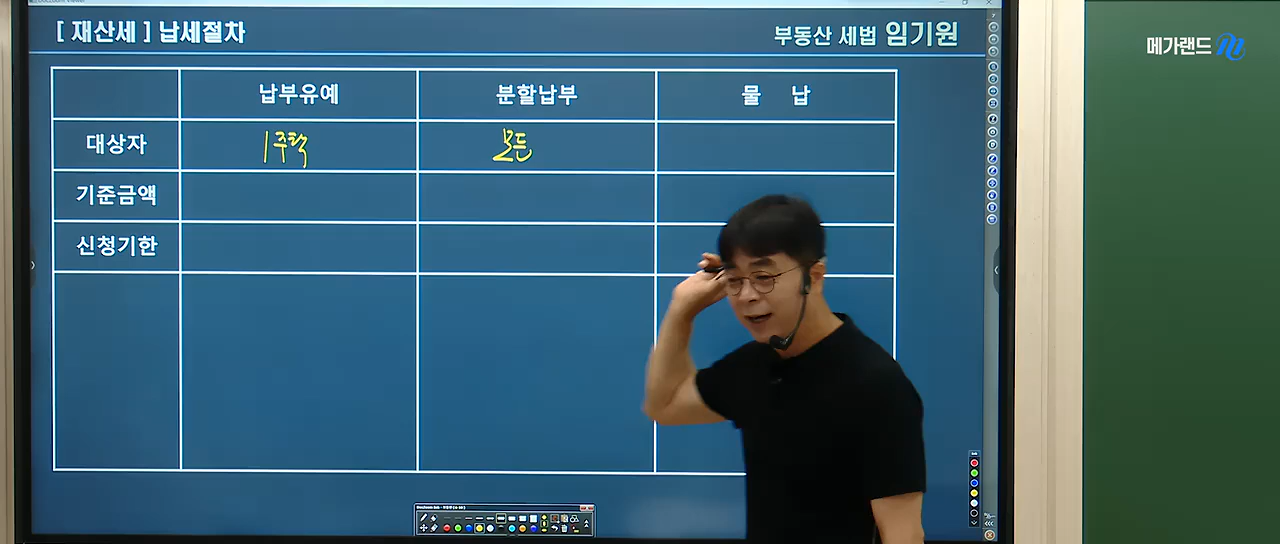 [ 재산세 ] 납세절차
부동산 세법 임기원
메가랜드
납부유예 분할납부 물 납
대상자 1주택 모든
기준금액
신청기한